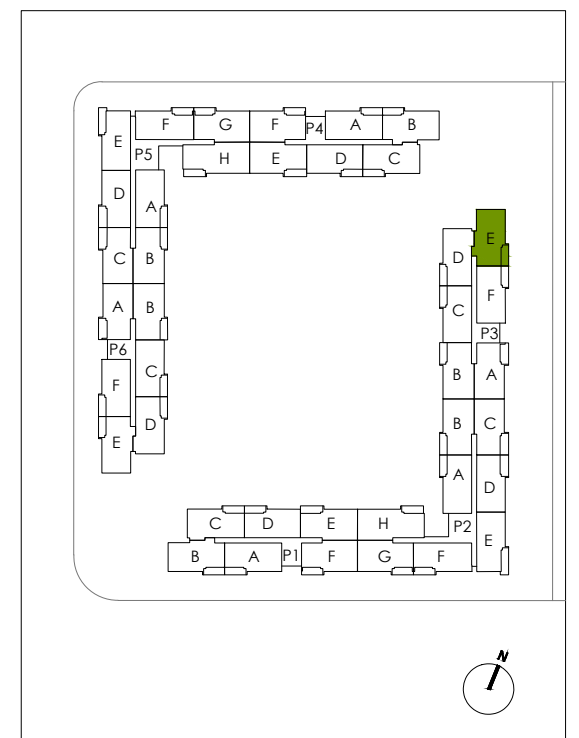 F G F P4 A B
E P5 H E D C
D A
C B
A B
P6
F C
E D
E
D
F
C
P3
B A
B C
A D
C D E H P2
B A P1 F G F E
N